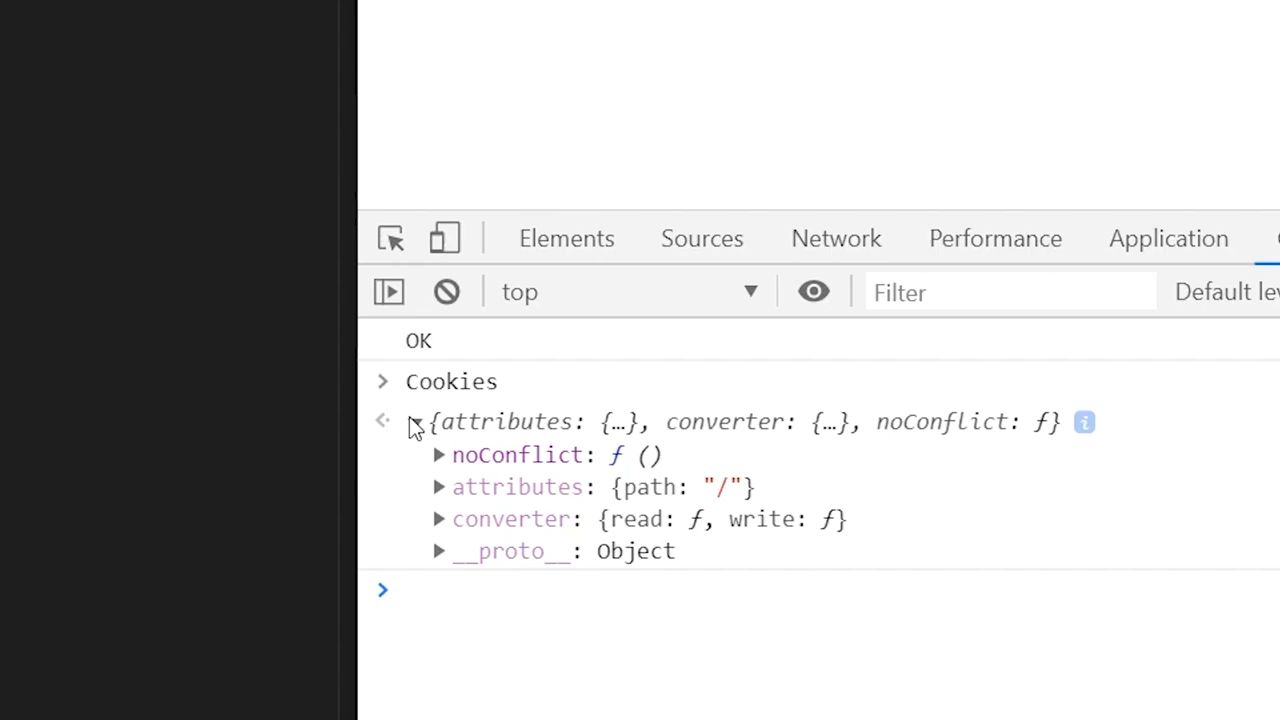 Elements Sources Network Performance Application
top Filter Default le
OK
Cookies
{attributes: {…}, converter: {…}, noConflict: ƒ} i
noConflict: ƒ ()
attributes: {path: "/"}
converter: {read: ƒ, write: ƒ}
__proto__: Object